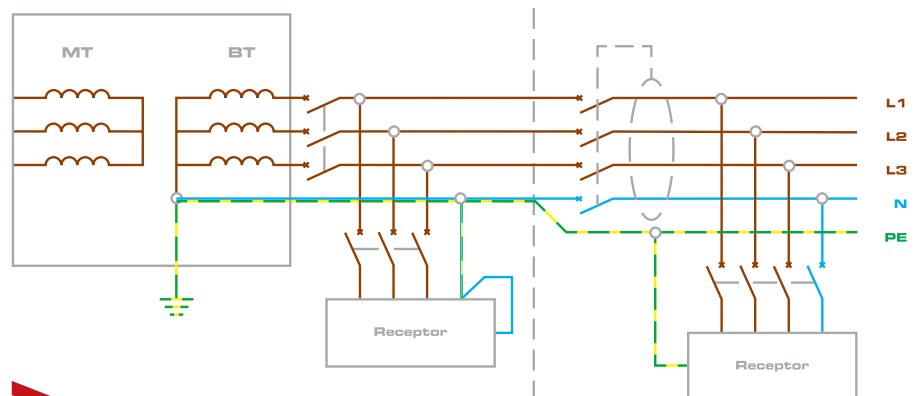 MT
BT
L1
L2
L3
N
PE
Receptor
Receptor